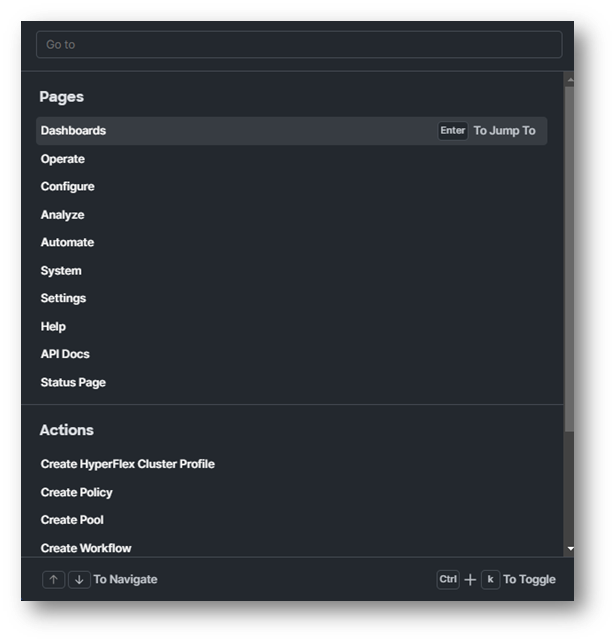 Go to
Pages
Dashboards Enter To Jump To
Operate
Configure
Analyze
Automate
System
Settings
Help
API Docs
Status Page
Actions
Create HyperFlex Cluster Profile
Create Policy
Create Pool
Create Workflow
↑ ↓ To Navigate Ctrl + k To Toggle